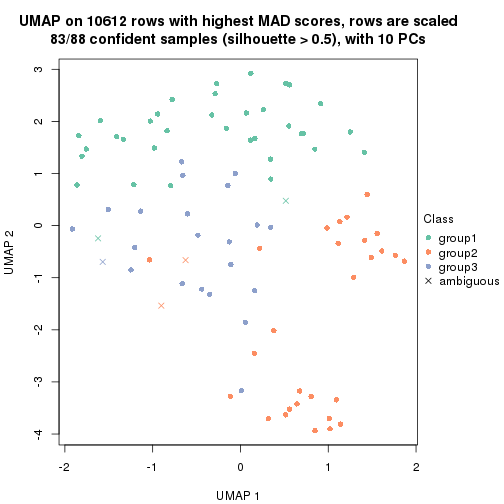 UMAP on 10612 rows with highest MAD scores, rows are scaled
83/88 confident samples (silhouette > 0.5), with 10 PCs
3
2
1
0
-1
-2
-3
-4
UMAP 2
-2 -1 0 1 2
UMAP 1
Class
group1
group2
group3
ambiguous